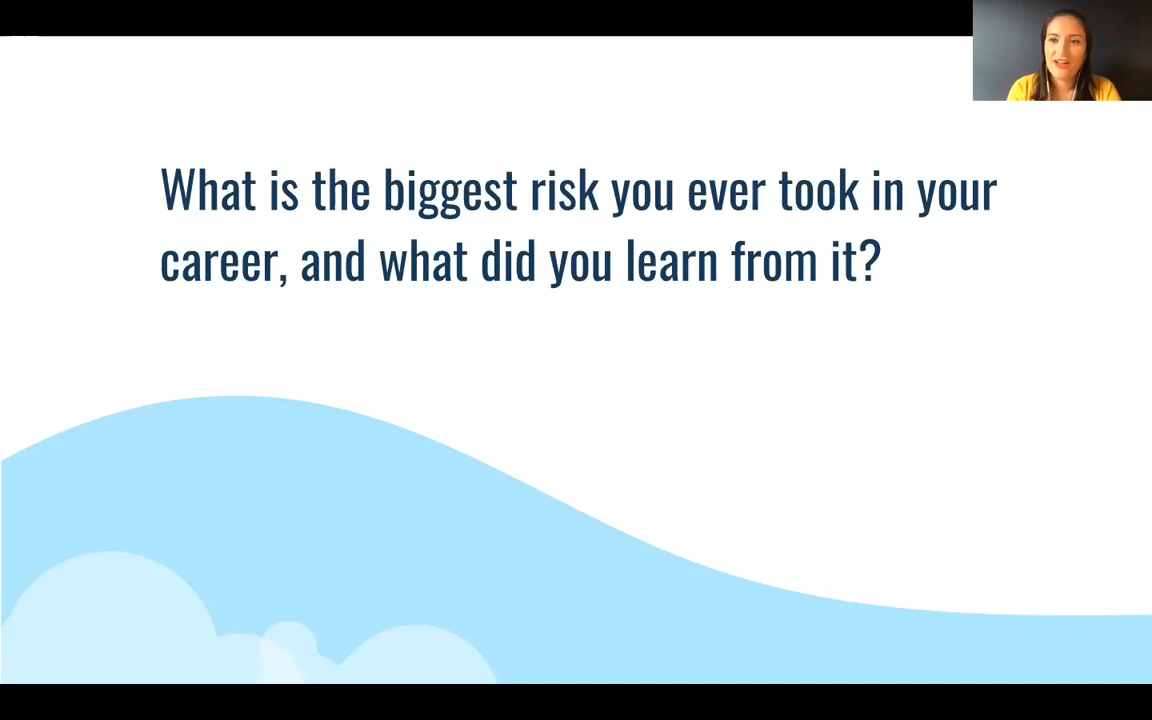 What is the biggest risk you ever took in your
career, and what did you learn from it?